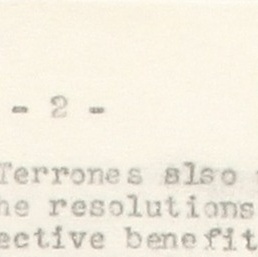 - 2 -
Terrones also
he resolutions
ective benefit